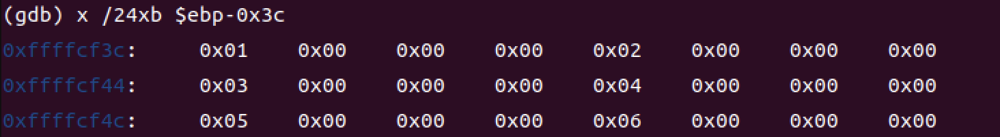 (gdb) x /24xb $ebp-0x3c
0xffffcf3c: 0x01 0x00 0x00 0x00 0x02 0x00 0x00 0x00
0xffffcf44: 0x03 0x00 0x00 0x00 0x04 0x00 0x00 0x00
0xffffcf4c: 0x05 0x00 0x00 0x00 0x06 0x00 0x00 0x00